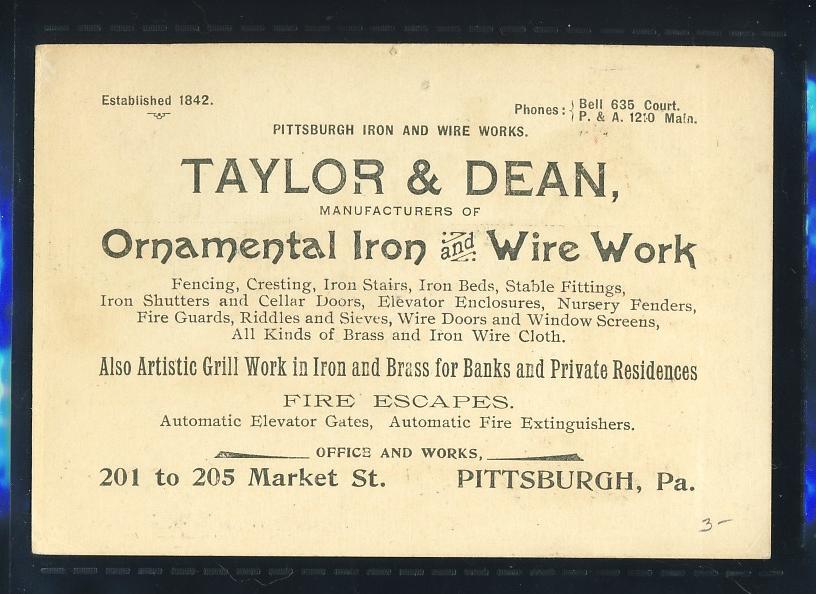 Established 1842.
Phones: { Bell 635 Court.
P. & A. 1210 Main.
PITTSBURGH IRON AND WIRE WORKS.
TAYLOR & DEAN,
MANUFACTURERS OF
Ornamental Iron and Wire Work
Fencing, Cresting, Iron Stairs, Iron Beds, Stable Fittings,
Iron Shutters and Cellar Doors, Elevator Enclosures, Nursery Fenders,
Fire Guards, Riddles and Sieves, Wire Doors and Window Screens,
All Kinds of Brass and Iron Wire Cloth.
Also Artistic Grill Work in Iron and Brass for Banks and Private Residences
FIRE ESCAPES.
Automatic Elevator Gates, Automatic Fire Extinguishers.
OFFICE AND WORKS,
201 to 205 Market St. PITTSBURGH, Pa.
3-